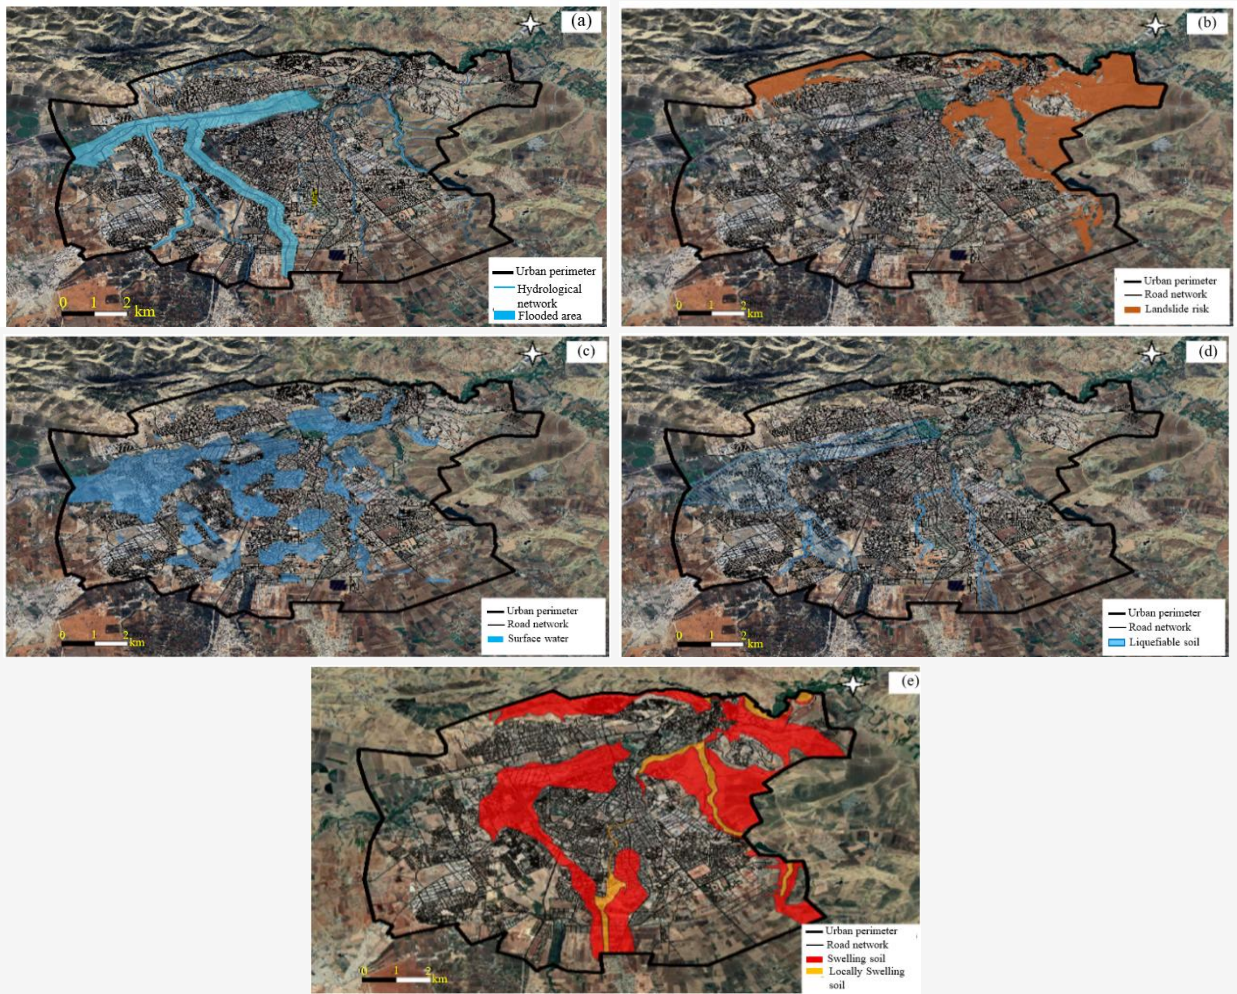 (a)
Urban perimeter
Hydrological
network
Flooded area
0 1 2
km
(b)
Urban perimeter
Road network
Landslide risk
0 1 2
km
(c)
Urban perimeter
Road network
Surface water
0 1 2
km
(d)
Urban perimeter
Road network
Liquefiable soil
0 1 2
km
(e)
Urban perimeter
Road network
Swelling soil
Locally Swelling
soil
0 1 2
km